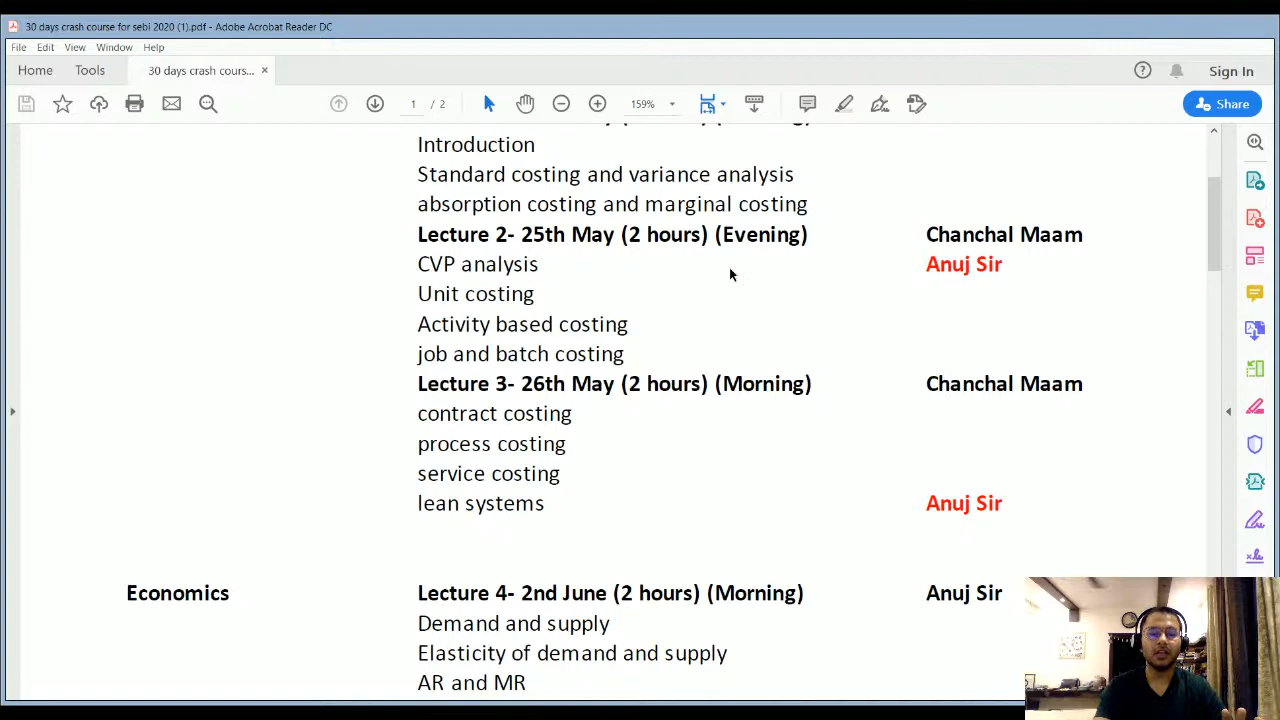 30 days crash course for sebi 2020 (1).pdf - Adobe Acrobat Reader DC
File Edit View Window Help
Home Tools 30 days crash cours... × Sign In
1 / 2 159% Share
Introduction
Standard costing and variance analysis
absorption costing and marginal costing
Lecture 2- 25th May (2 hours) (Evening) Chanchal Maam
CVP analysis Anuj Sir
Unit costing
Activity based costing
job and batch costing
Lecture 3- 26th May (2 hours) (Morning) Chanchal Maam
contract costing
process costing
service costing
lean systems Anuj Sir
Economics Lecture 4- 2nd June (2 hours) (Morning) Anuj Sir
Demand and supply
Elasticity of demand and supply
AR and MR